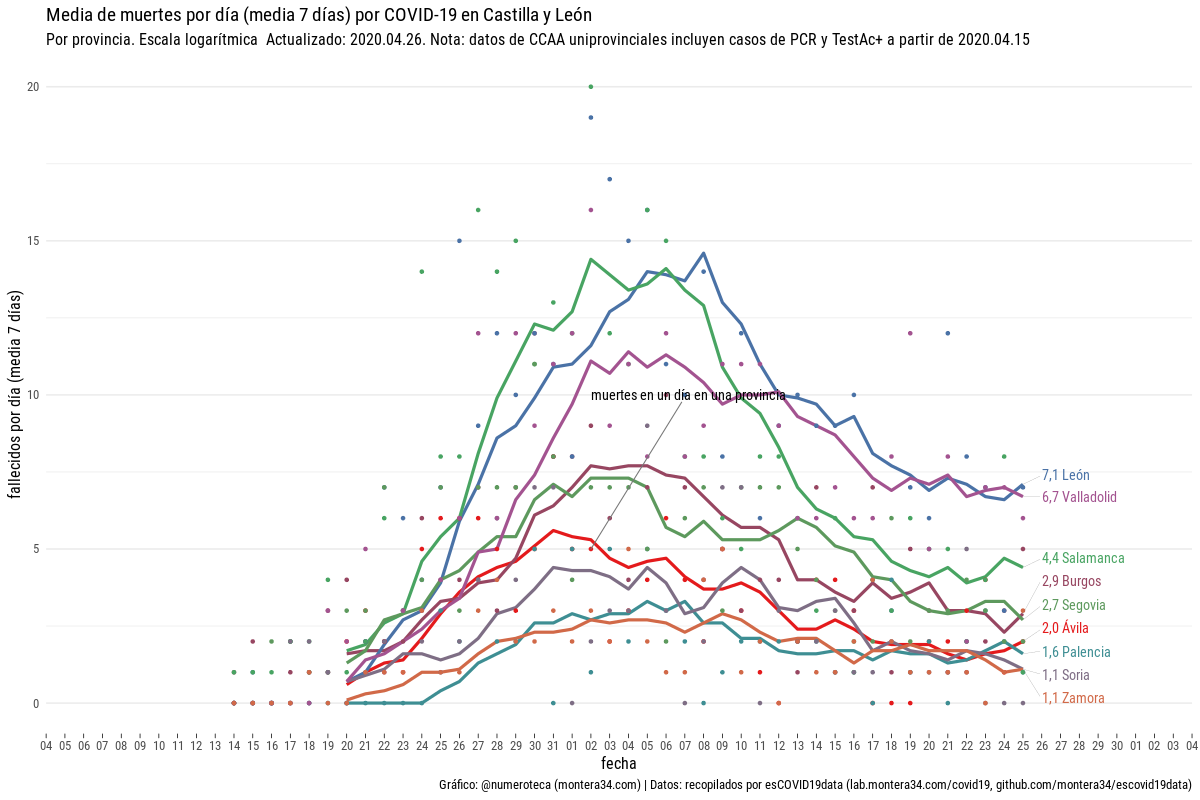 Media de muertes por día (media 7 días) por COVID-19 en Castilla y León
Por provincia. Escala logarítmica  Actualizado: 2020.04.26. Nota: datos de CCAA uniprovinciales incluyen casos de PCR y TestAc+ a partir de 2020.04.15
fallecidos por día (media 7 días)
20
15
10
5
0
muertes en un día en una provincia
7,1 León
6,7 Valladolid
4,4 Salamanca
2,9 Burgos
2,7 Segovia
2,0 Ávila
1,6 Palencia
1,1 Soria
1,1 Zamora
04 05 06 07 08 09 10 11 12 13 14 15 16 17 18 19 20 21 22 23 24 25 26 27 28 29 30 31 01 02 03 04 05 06 07 08 09 10 11 12 13 14 15 16 17 18 19 20 21 22 23 24 25 26 27 28 29 30 01 02 03 04
fecha
Gráfico: @numeroteca (montera34.com) | Datos: recopilados por esCOVID19data (lab.montera34.com/covid19, github.com/montera34/escovid19data)